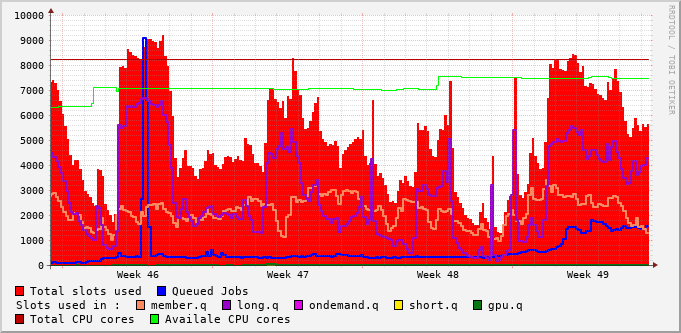 10000
9000
8000
7000
6000
5000
4000
3000
2000
1000
0
Week 46 Week 47 Week 48 Week 49
RRDTOOL / TOBI OETIKER
Total slots used Queued Jobs
Slots used in : member.q long.q ondemand.q short.q gpu.q
Total CPU cores Availale CPU cores